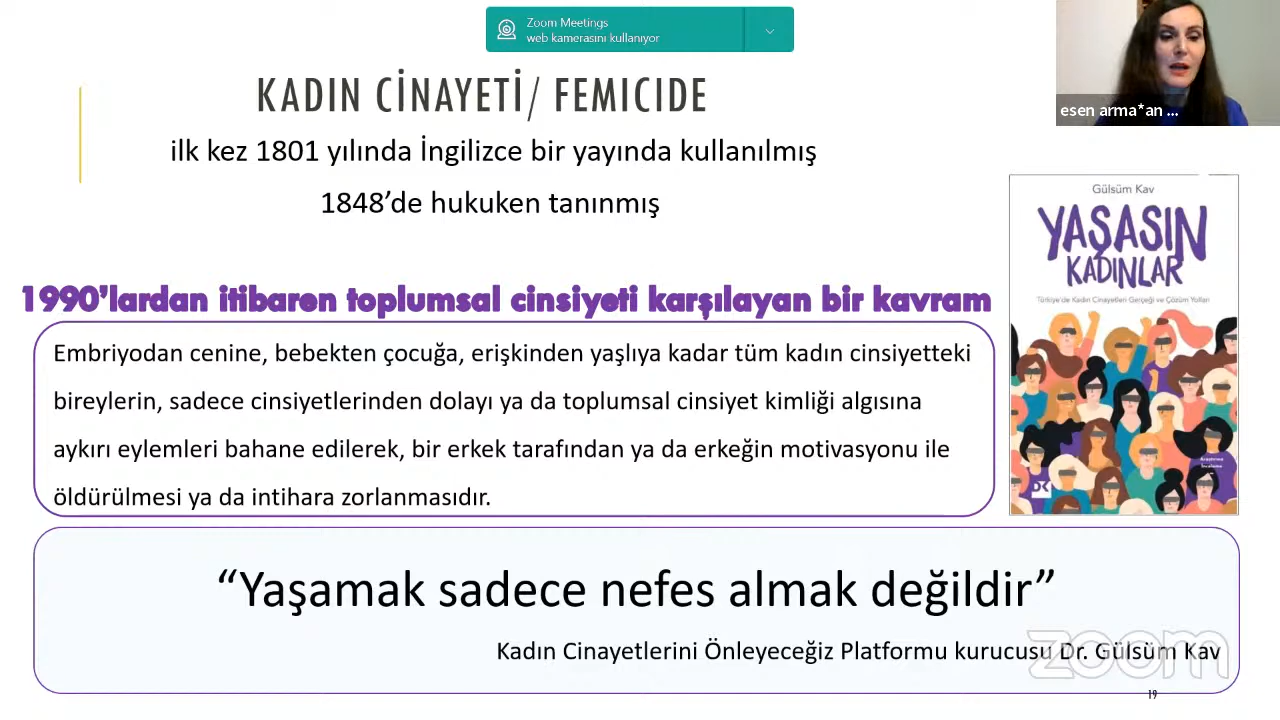 Zoom Meetings
web kamerasını kullanıyor
esen arma*an ...
KADIN CİNAYETİ/ FEMICIDE
ilk kez 1801 yılında İngilizce bir yayında kullanılmış
1848’de hukuken tanınmış
Gülsüm Kav
YAŞASIN
KADINLAR
Türkiye'de Kadın Cinayetleri Gerçeği ve Çözüm Yolları
Araştırma
İnceleme
DK
1990’lardan itibaren toplumsal cinsiyeti karşılayan bir kavram
Embriyodan cenine, bebekten çocuğa, erişkinden yaşlıya kadar tüm kadın cinsiyetteki
bireylerin, sadece cinsiyetlerinden dolayı ya da toplumsal cinsiyet kimliği algısına
aykırı eylemleri bahane edilerek, bir erkek tarafından ya da erkeğin motivasyonu ile
öldürülmesi ya da intihara zorlanmasıdır.
“Yaşamak sadece nefes almak değildir”
Kadın Cinayetlerini Önleyeceğiz Platformu kurucusu Dr. Gülsüm Kav
zoom
19